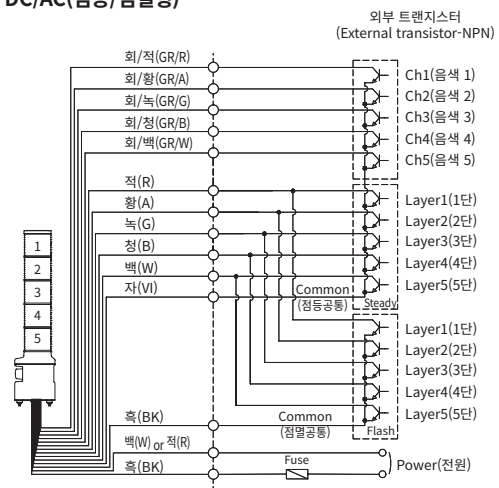 DC/AC(점등/점멸형)
외부 트랜지스터
(External transistor-NPN)
회/적(GR/R)
회/황(GR/A)
회/녹(GR/G)
회/청(GR/B)
회/백(GR/W)
Ch1(음색 1)
Ch2(음색 2)
Ch3(음색 3)
Ch4(음색 4)
Ch5(음색 5)
적(R)
황(A)
녹(G)
청(B)
백(W)
자(VI)
Layer1(1단)
Layer2(2단)
Layer3(3단)
Layer4(4단)
Layer5(5단)
Common
(점등공통)
Steady
1
2
3
4
5
Layer1(1단)
Layer2(2단)
Layer3(3단)
Layer4(4단)
Layer5(5단)
흑(BK)
Common
(점멸공통)
Flash
백(W) or 적(R)
흑(BK)
Fuse
Power(전원)